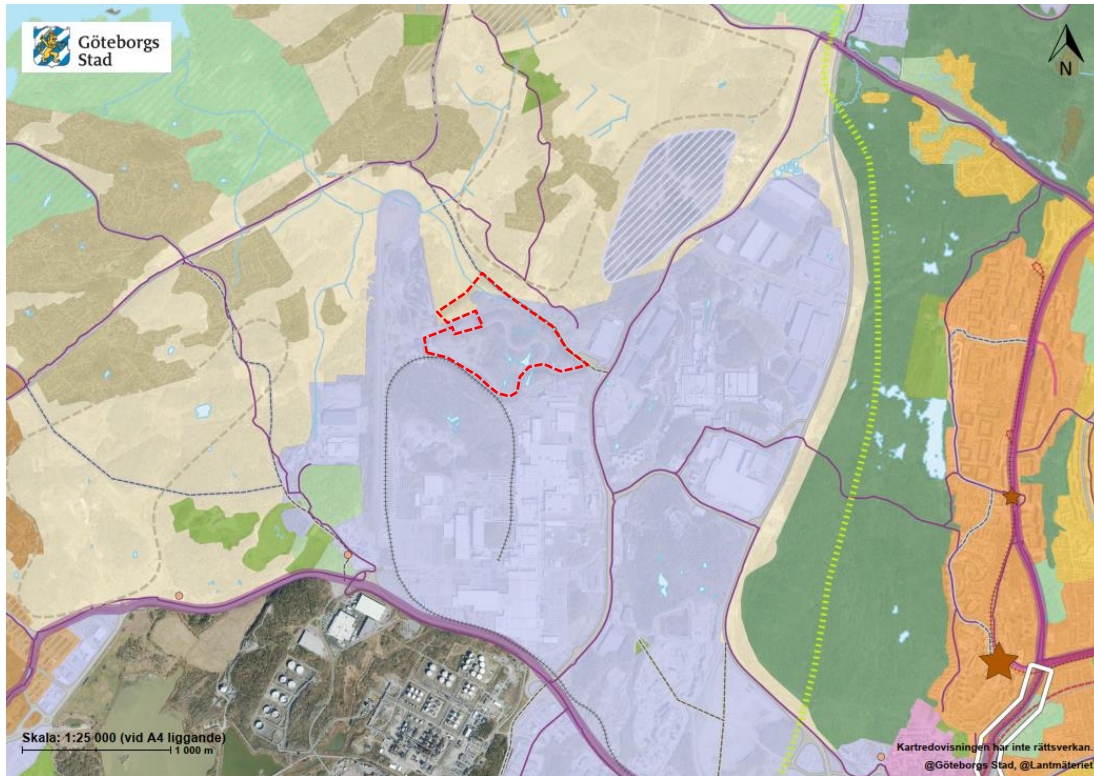 Göteborgs
Stad
N
Skala: 1:25 000 (vid A4 liggande)
1 000 m
Kartredovisningen har inte rättsverkan.
@Göteborgs Stad, @Lantmäteriet